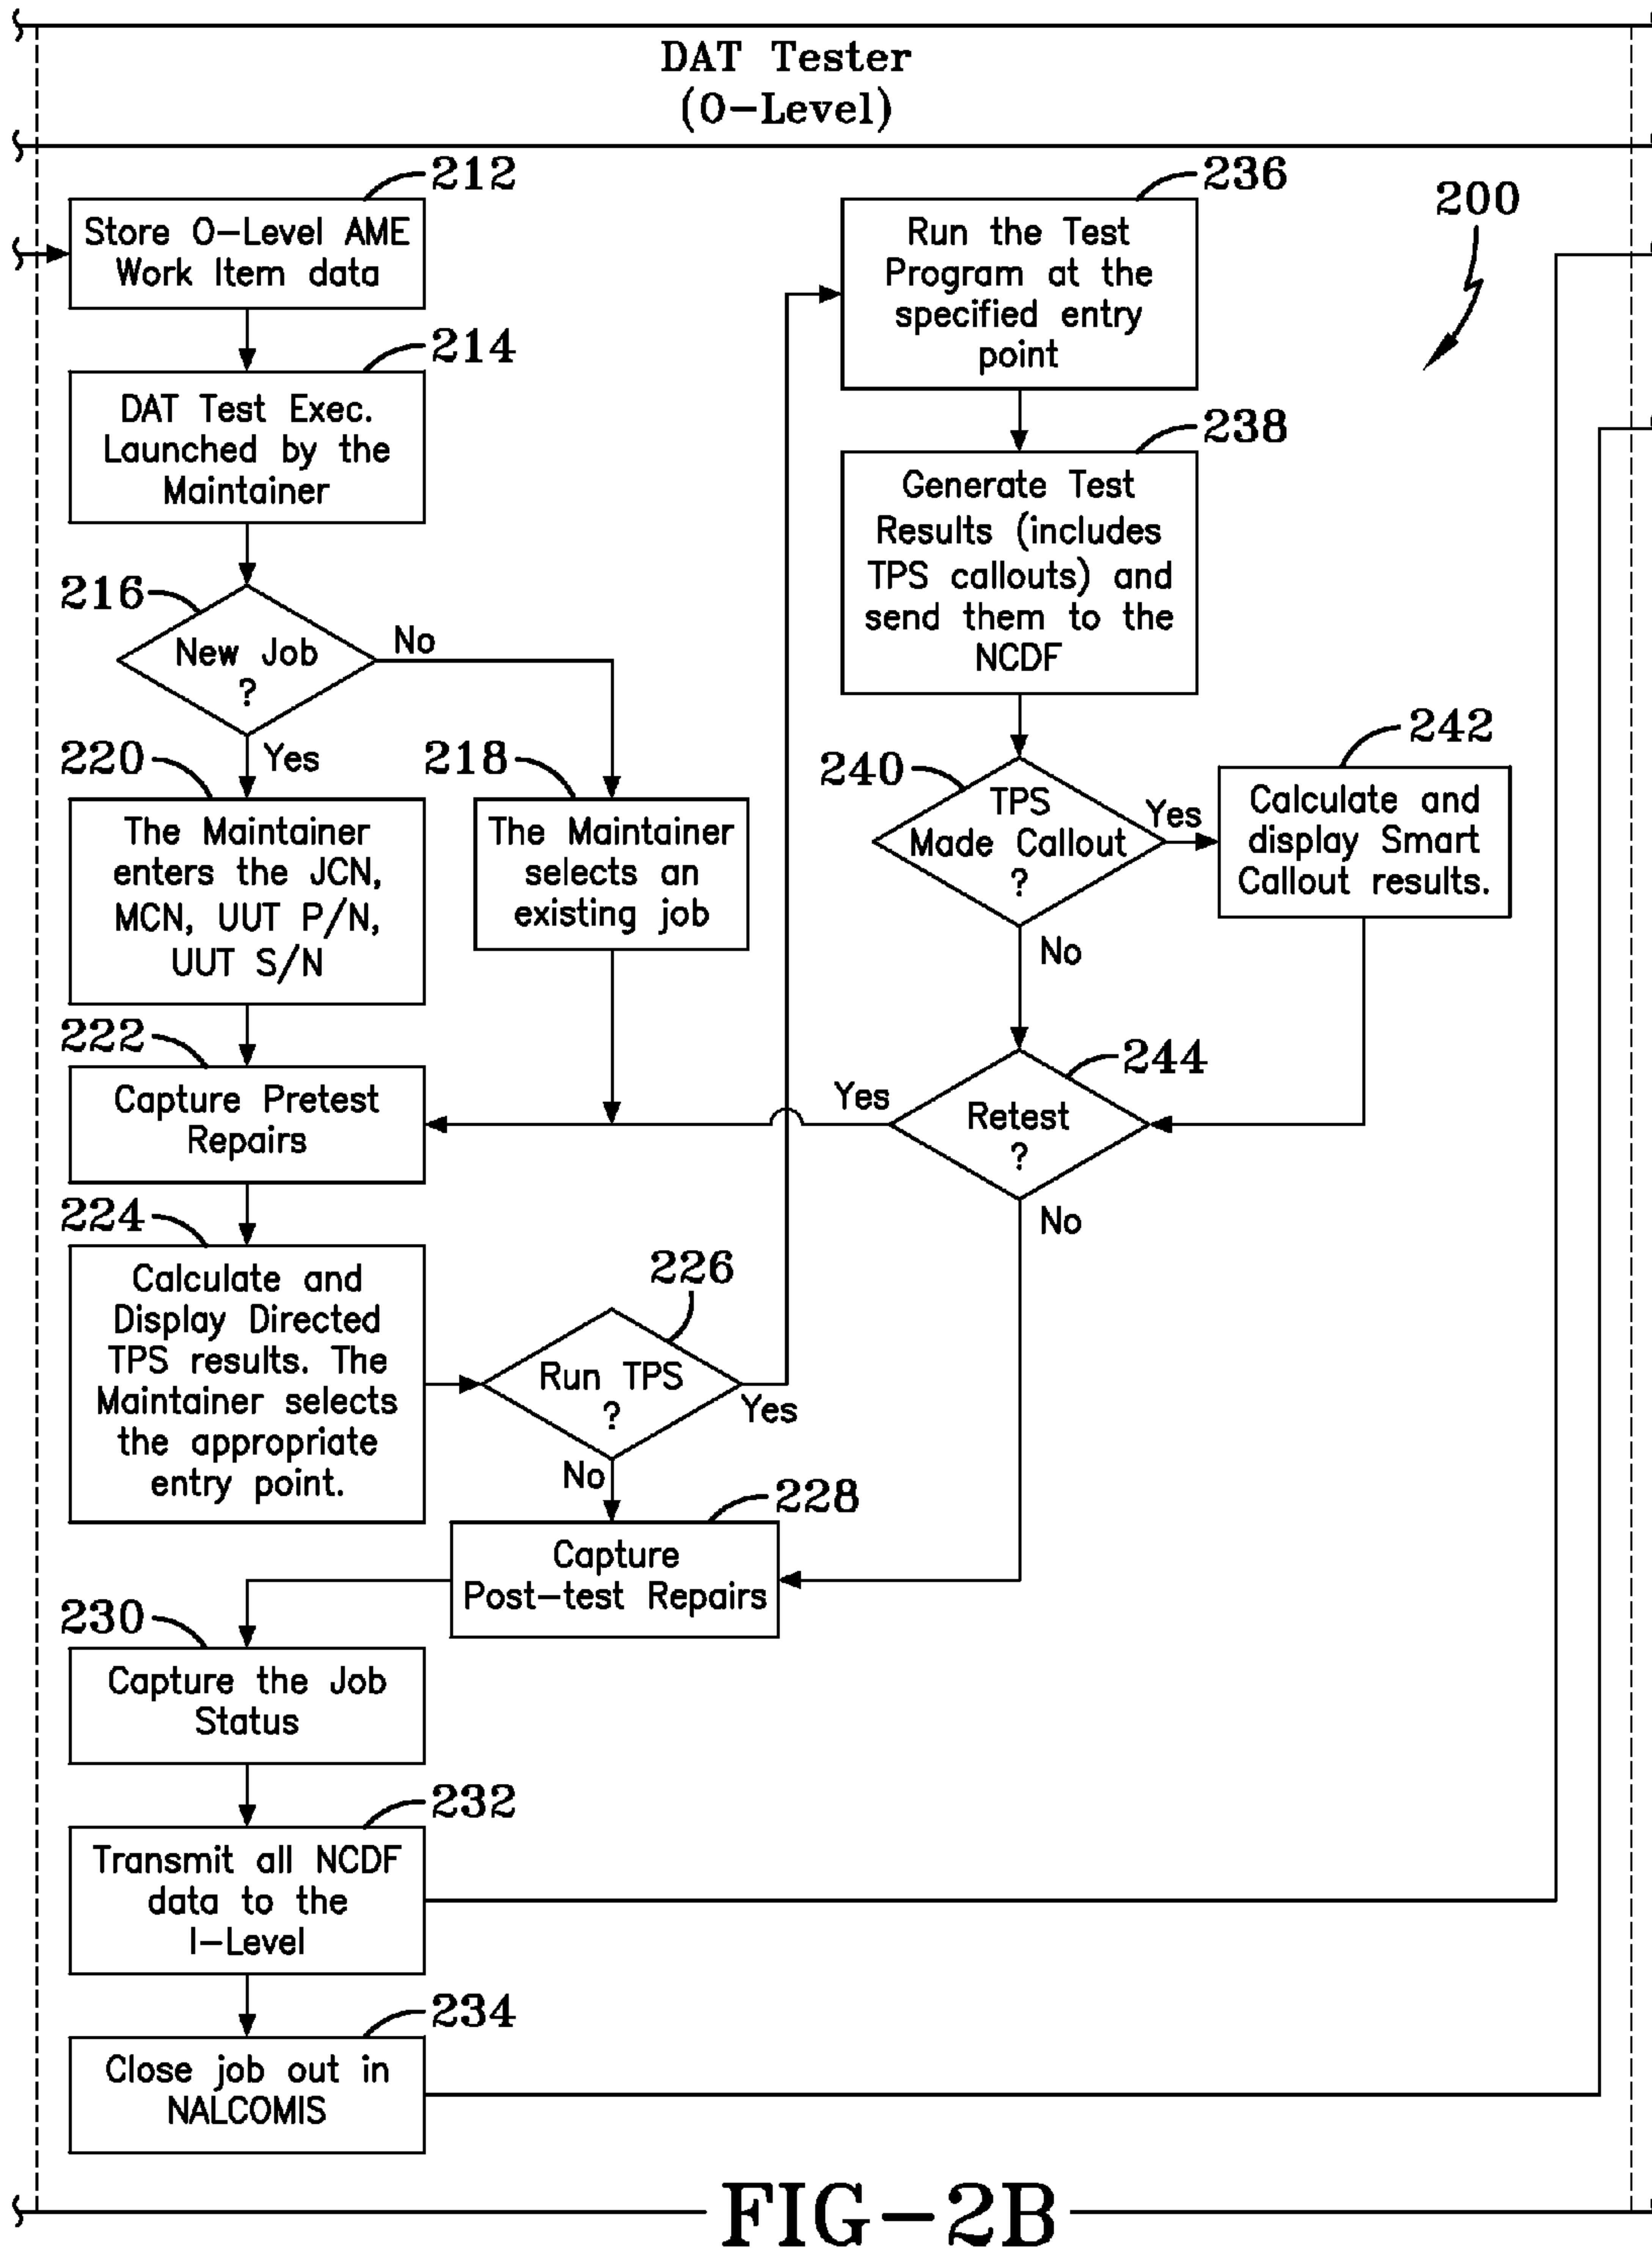 DAT Tester
(O-Level)
212
Store O-Level AME
Work Item data
214
DAT Test Exec.
Launched by the
Maintainer
216
New Job
?
No
Yes
220
The Maintainer
enters the JCN,
MCN, UUT P/N,
UUT S/N
218
The Maintainer
selects an
existing job
222
Capture Pretest
Repairs
224
Calculate and
Display Directed
TPS results. The
Maintainer selects
the appropriate
entry point.
226
Run TPS
?
Yes
No
228
Capture
Post-test Repairs
230
Capture the Job
Status
232
Transmit all NCDF
data to the
I-Level
234
Close job out in
NALCOMIS
236
Run the Test
Program at the
specified entry
point
200
238
Generate Test
Results (includes
TPS callouts) and
send them to the
NCDF
240
TPS
Made Callout
?
Yes
No
242
Calculate and
display Smart
Callout results.
244
Retest
?
Yes
No
FIG-2B